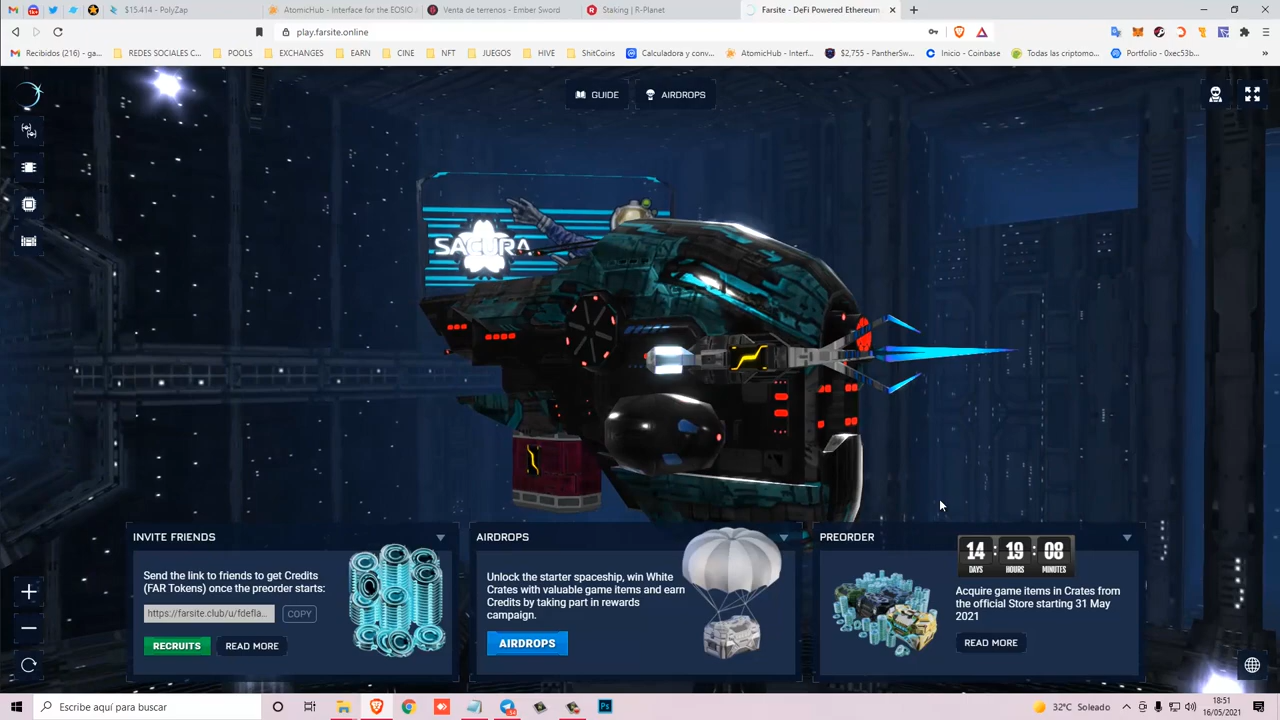 $15.414 - PolyZap
AtomicHub - Interface for the EOSIO
Venta de terrenos - Ember Sword
Staking | R-Planet
Farsite - DeFi Powered Ethereum
play.farsite.online
Recibidos (216) - ga...
REDES SOCIALES C...
POOLS
EXCHANGES
EARN
CINE
NFT
JUEGOS
HIVE
ShitCoins
Calculadora y conv...
AtomicHub - Interf...
$2,755 - PantherSw...
Inicio - Coinbase
Todas las criptomo...
Portfolio - 0xec53b...
GUIDE
AIRDROPS
SACURA
INVITE FRIENDS
Send the link to friends to get Credits
(FAR Tokens) once the preorder starts:
https://farsite.club/u/fdefla...
COPY
RECRUITS
READ MORE
AIRDROPS
Unlock the starter spaceship, win White
Crates with valuable game items and earn
Credits by taking part in rewards
campaign.
AIRDROPS
PREORDER
14 : 19 : 08
DAYS HOURS MINUTES
Acquire game items in Crates from
the official Store starting 31 May
2021
READ MORE
Escribe aquí para buscar
32°C Soleado
18:51
16/05/2021